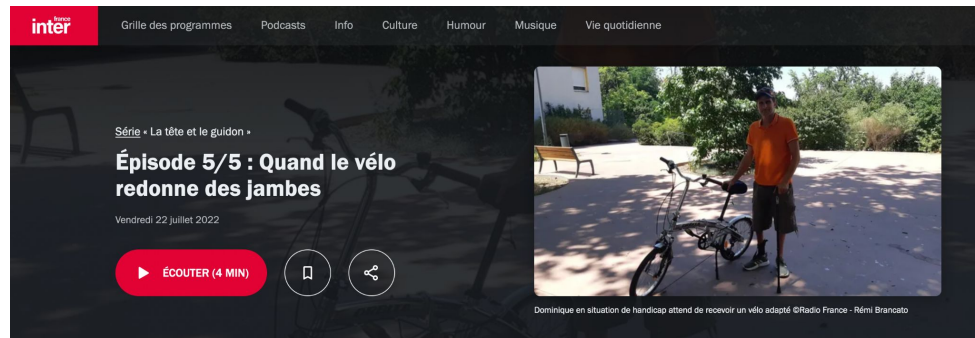 france
inter
Grille des programmes Podcasts Info Culture Humour Musique Vie quotidienne
Série « La tête et le guidon »
Épisode 5/5 : Quand le vélo
redonne des jambes
Vendredi 22 juillet 2022
ÉCOUTER (4 MIN)
Dominique en situation de handicap attend de recevoir un vélo adapté ©Radio France - Rémi Brancato